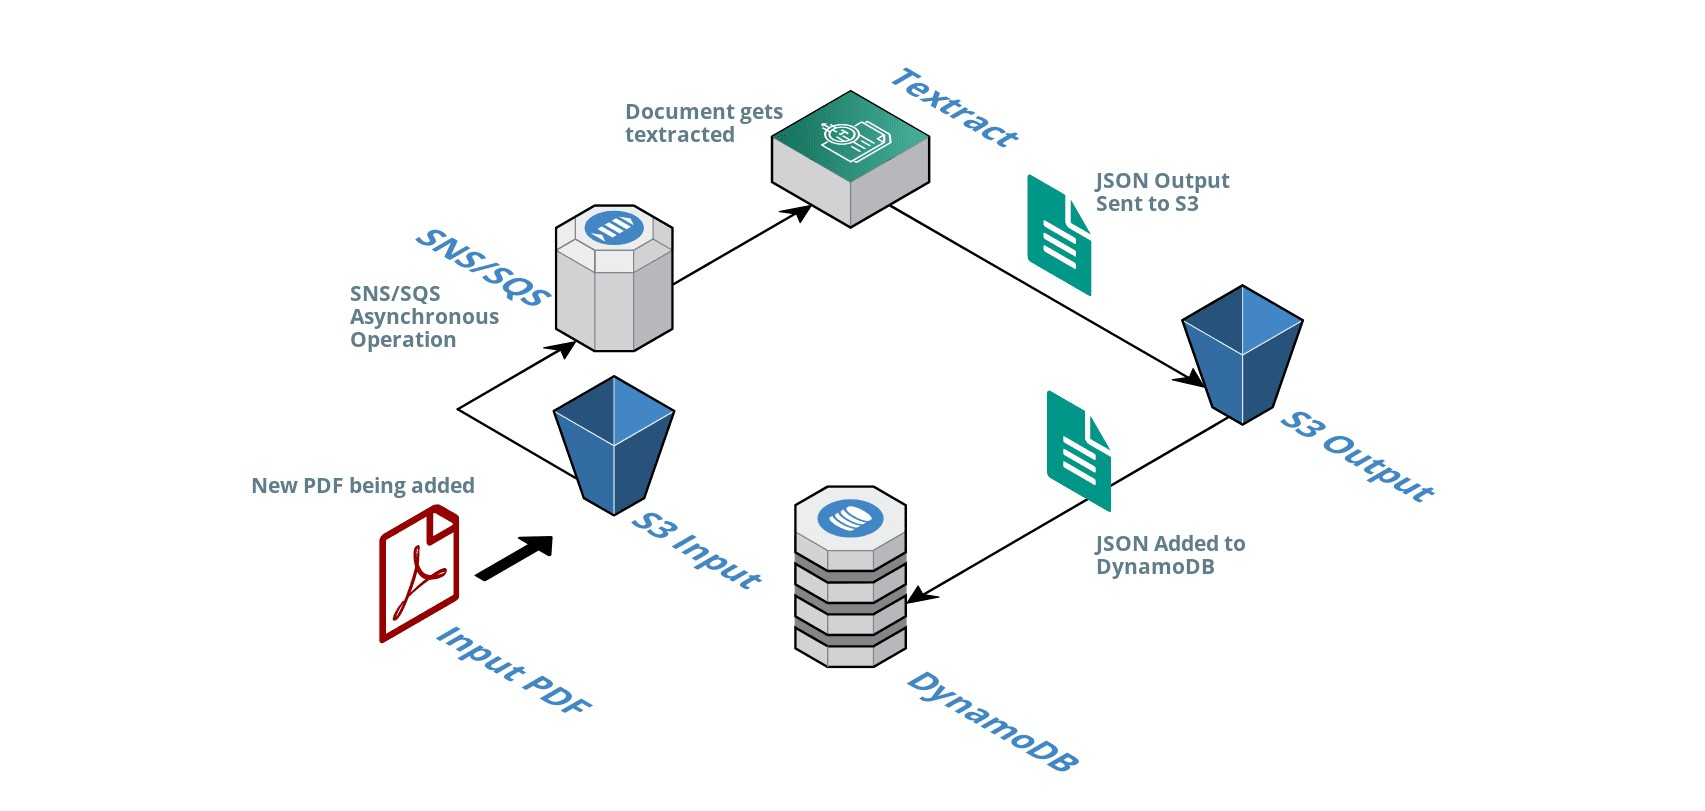 Textract
Document gets
textracted
JSON Output
Sent to S3
SNS/SQS
SNS/SQS
Asynchronous
Operation
S3 Output
New PDF being added
S3 Input
JSON Added to
DynamoDB
Input PDF
DynamoDB